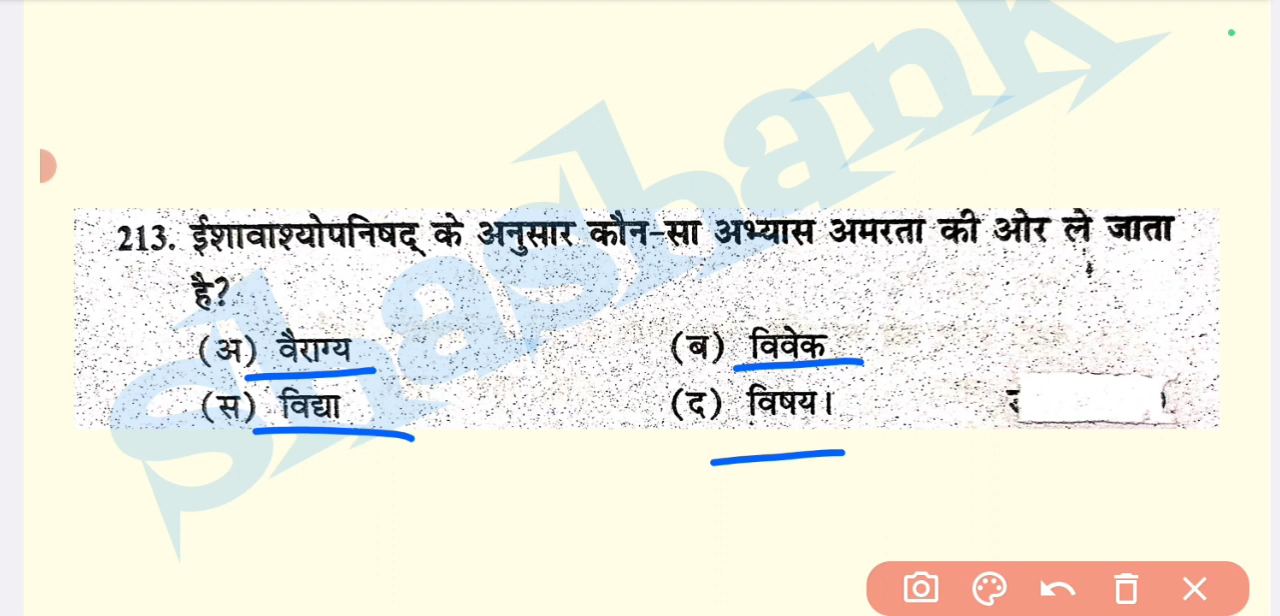 Shashank
213. ईशावाश्योपनिषद् के अनुसार कौन-सा अभ्यास अमरता की ओर ले जाता
है?
(अ) वैराग्य (ब) विवेक
(स) विद्या (द) विषय।